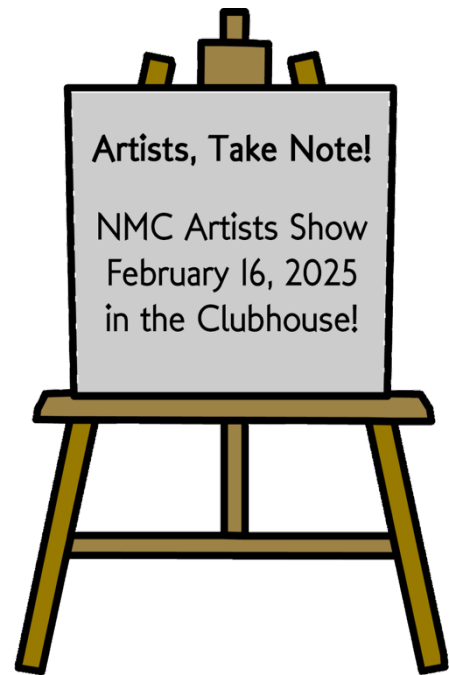 Artists, Take Note!
NMC Artists Show
February 16, 2025
in the Clubhouse!